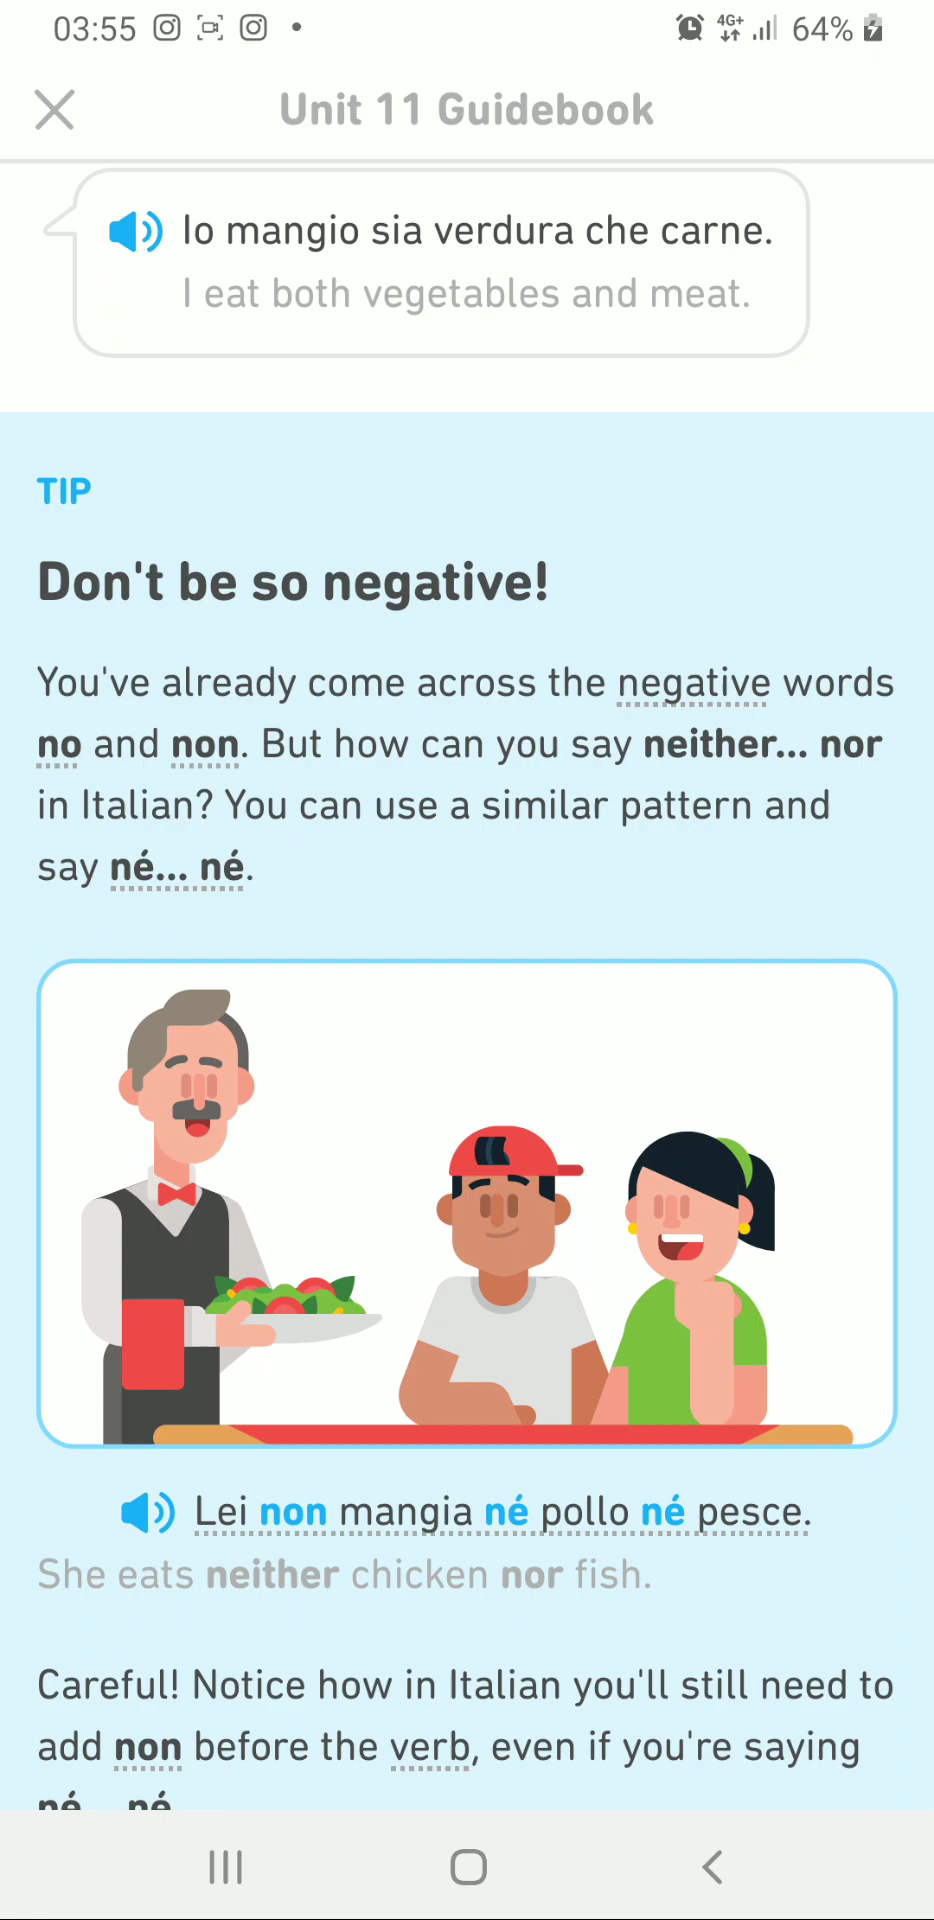 03:55
4G+ 64%
Unit 11 Guidebook
Io mangio sia verdura che carne.
I eat both vegetables and meat.
TIP
Don't be so negative!
You've already come across the negative words
no and non. But how can you say neither... nor
in Italian? You can use a similar pattern and
say né... né.
Lei non mangia né pollo né pesce.
She eats neither chicken nor fish.
Careful! Notice how in Italian you'll still need to
add non before the verb, even if you're saying
né... né